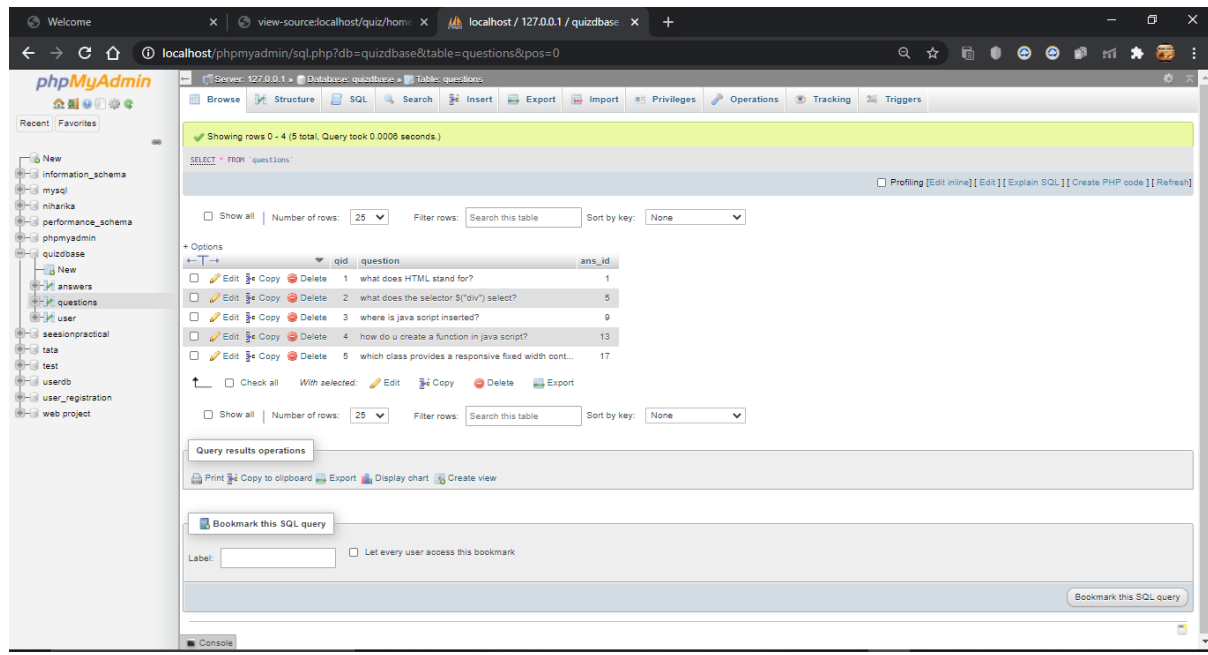 Welcome
view-source:localhost/quiz/home
localhost / 127.0.0.1 / quizdbase
localhost/phpmyadmin/sql.php?db=quizdbase&table=questions&pos=0
phpMyAdmin
Recent Favorites
New
information_schema
mysql
niharika
performance_schema
phpmyadmin
quizdbase
New
answers
questions
user
seesionpractical
tata
test
userdb
user_registration
web project
Server: 127.0.0.1 » Database: quizdbase » Table: questions
Browse Structure SQL Search Insert Export Import Privileges Operations Tracking Triggers
Showing rows 0 - 4 (5 total, Query took 0.0006 seconds.)
SELECT * FROM `questions`
Profiling [Edit inline] [ Edit ] [ Explain SQL ] [ Create PHP code ] [ Refresh]
Show all | Number of rows: 25 Filter rows: Search this table Sort by key: None
+ Options
←T→ qid question ans_id
Edit Copy Delete 1 what does HTML stand for? 1
Edit Copy Delete 2 what does the selector $("div") select? 5
Edit Copy Delete 3 where is java script inserted? 9
Edit Copy Delete 4 how do u create a function in java script? 13
Edit Copy Delete 5 which class provides a responsive fixed width cont... 17
Check all With selected: Edit Copy Delete Export
Show all | Number of rows: 25 Filter rows: Search this table Sort by key: None
Query results operations
Print Copy to clipboard Export Display chart Create view
Bookmark this SQL query
Label: Let every user access this bookmark
Bookmark this SQL query
Console